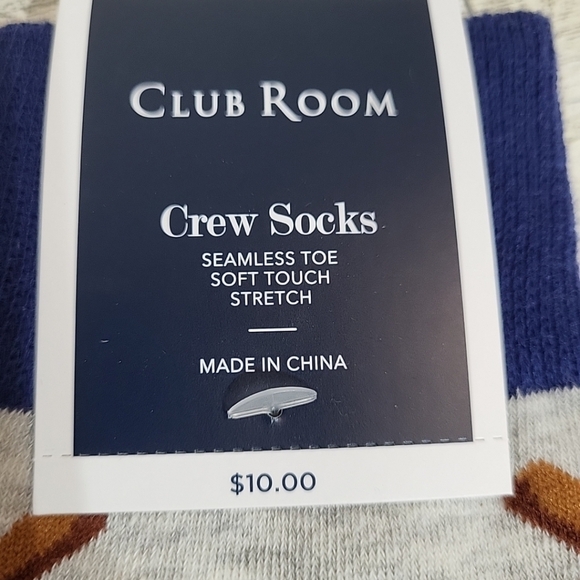 CLUB ROOM
Crew Socks
SEAMLESS TOE
SOFT TOUCH
STRETCH
MADE IN CHINA
$10.00